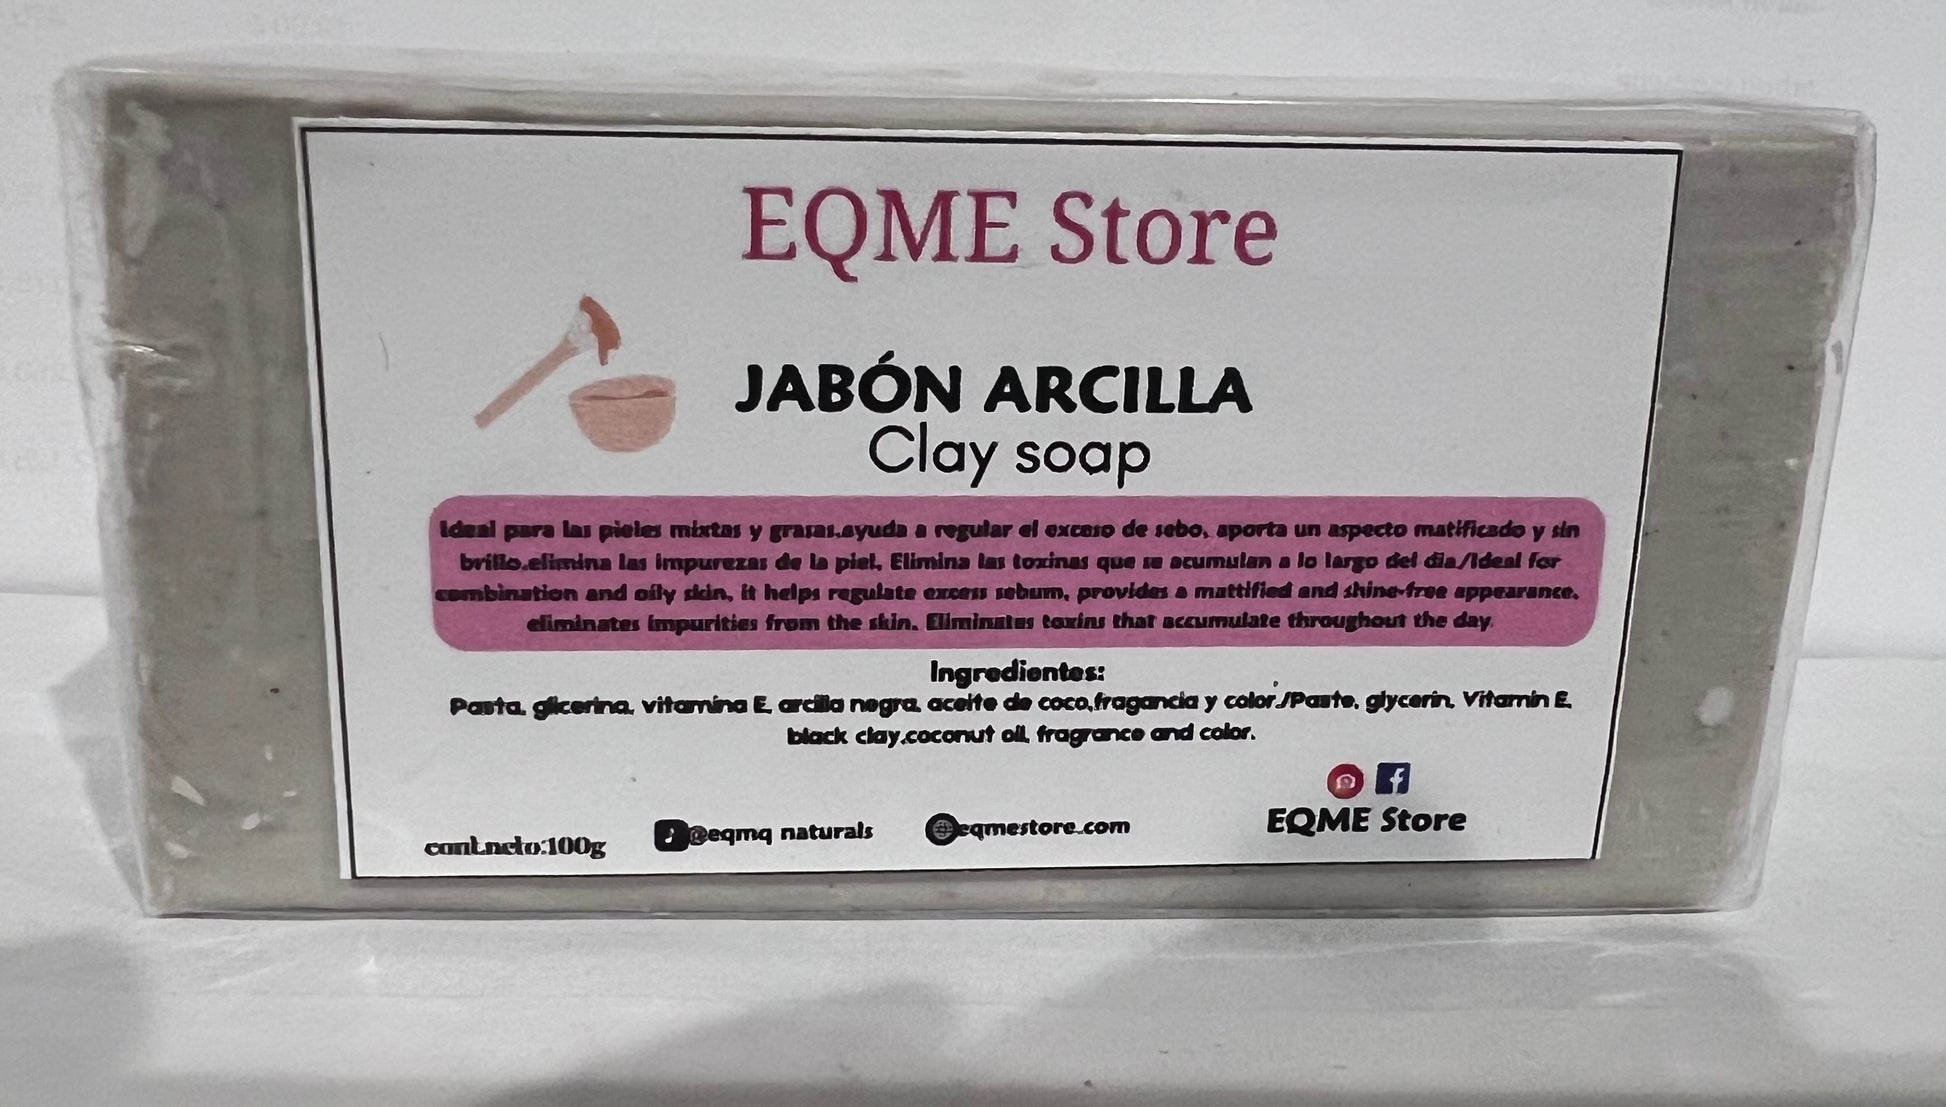 EQME Store
JABÓN ARCILLA
Clay soap
Ideal para las pieles mixtas y grasas,ayuda a regular el exceso de sebo, aporta un aspecto matificado y sin
brillo,elimina las impurezas de la piel. Elimina las toxinas que se acumulan a lo largo del dia/Ideal for
combination and oily skin, it helps regulate excess sebum, provides a mattified and shine-free appearance,
eliminates impurities from the skin. Eliminates toxins that accumulate throughout the day
Ingredientes:
Pasta, glicerina, vitamina E, arcilla negra, aceite de coco,fragancia y color./Paste, glycerin, Vitamin E,
black clay,coconut oil, fragrance and color.
cont.neto:100g
@eqmq naturals
eqmestore.com
EQME Store